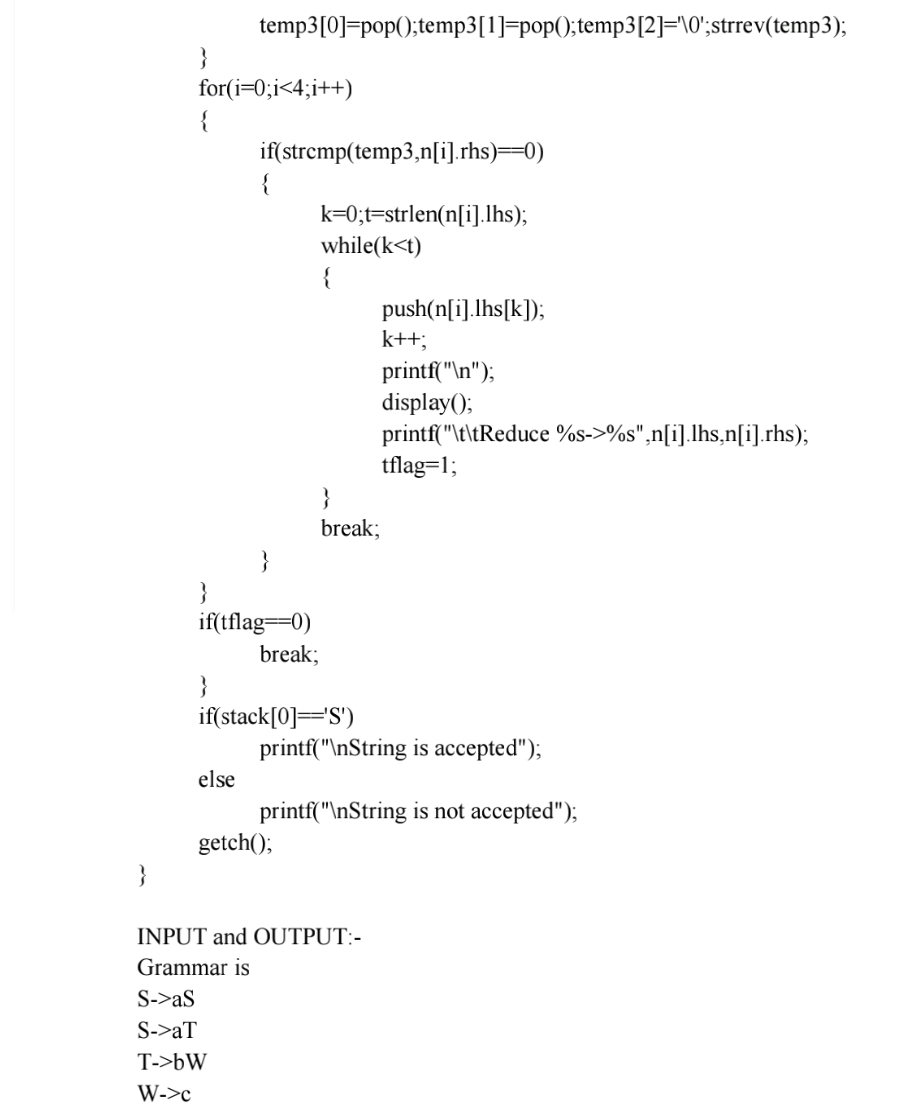 temp3[0]=pop();temp3[1]=pop();temp3[2]='\0';strrev(temp3);
}
for(i=0;i<4;i++)
{
if(strcmp(temp3,n[i].rhs)==0)
{
k=0;t=strlen(n[i].lhs);
while(k<t)
{
push(n[i].lhs[k]);
k++;
printf("\n");
display();
printf("\t\tReduce %s->%s",n[i].lhs,n[i].rhs);
tflag=1;
}
break;
}
}
if(tflag==0)
break;
}
if(stack[0]=='S')
printf("\nString is accepted");
else
printf("\nString is not accepted");
getch();
}
INPUT and OUTPUT:-
Grammar is
S->aS
S->aT
T->bW
W->c